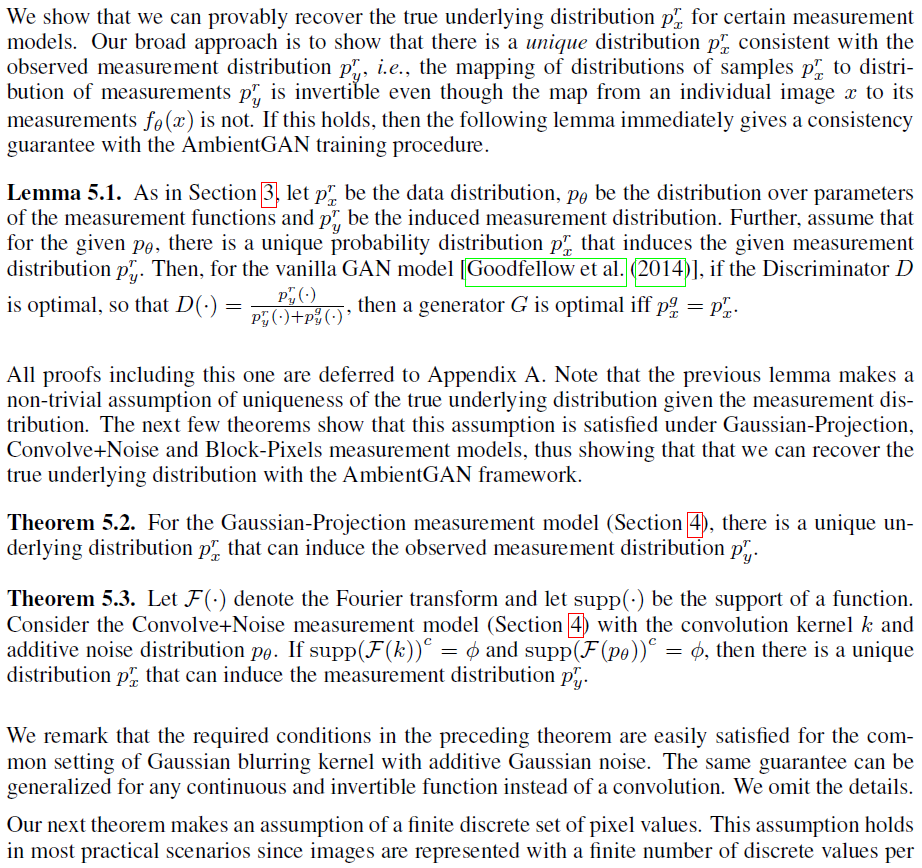 We show that we can provably recover the true underlying distribution $p_x^r$ for certain measurement
models. Our broad approach is to show that there is a unique distribution $p_x^r$ consistent with the
observed measurement distribution $p_y^r$, i.e., the mapping of distributions of samples $p_x^r$ to distri-
bution of measurements $p_y^r$ is invertible even though the map from an individual image $x$ to its
measurements $f_\theta(x)$ is not. If this holds, then the following lemma immediately gives a consistency
guarantee with the AmbientGAN training procedure.
Lemma 5.1. As in Section 3, let $p_x^r$ be the data distribution, $p_\theta$ be the distribution over parameters
of the measurement functions and $p_y^r$ be the induced measurement distribution. Further, assume that
for the given $p_\theta$, there is a unique probability distribution $p_x^r$ that induces the given measurement
distribution $p_y^r$. Then, for the vanilla GAN model [Goodfellow et al. (2014)], if the Discriminator $D$
is optimal, so that $D(\cdot) = \frac{p_y^r(\cdot)}{p_y^r(\cdot)+p_y^g(\cdot)}$, then a generator $G$ is optimal iff $p_x^g = p_x^r$.
All proofs including this one are deferred to Appendix A. Note that the previous lemma makes a
non-trivial assumption of uniqueness of the true underlying distribution given the measurement dis-
tribution. The next few theorems show that this assumption is satisfied under Gaussian-Projection,
Convolve+Noise and Block-Pixels measurement models, thus showing that that we can recover the
true underlying distribution with the AmbientGAN framework.
Theorem 5.2. For the Gaussian-Projection measurement model (Section 4), there is a unique un-
derlying distribution $p_x^r$ that can induce the observed measurement distribution $p_y^r$.
Theorem 5.3. Let $\mathcal{F}(\cdot)$ denote the Fourier transform and let supp$(\cdot)$ be the support of a function.
Consider the Convolve+Noise measurement model (Section 4) with the convolution kernel $k$ and
additive noise distribution $p_\theta$. If supp$(\mathcal{F}(k))^c = \phi$ and supp$(\mathcal{F}(p_\theta))^c = \phi$, then there is a unique
distribution $p_x^r$ that can induce the measurement distribution $p_y^r$.
We remark that the required conditions in the preceding theorem are easily satisfied for the com-
mon setting of Gaussian blurring kernel with additive Gaussian noise. The same guarantee can be
generalized for any continuous and invertible function instead of a convolution. We omit the details.
Our next theorem makes an assumption of a finite discrete set of pixel values. This assumption holds
in most practical scenarios since images are represented with a finite number of discrete values per